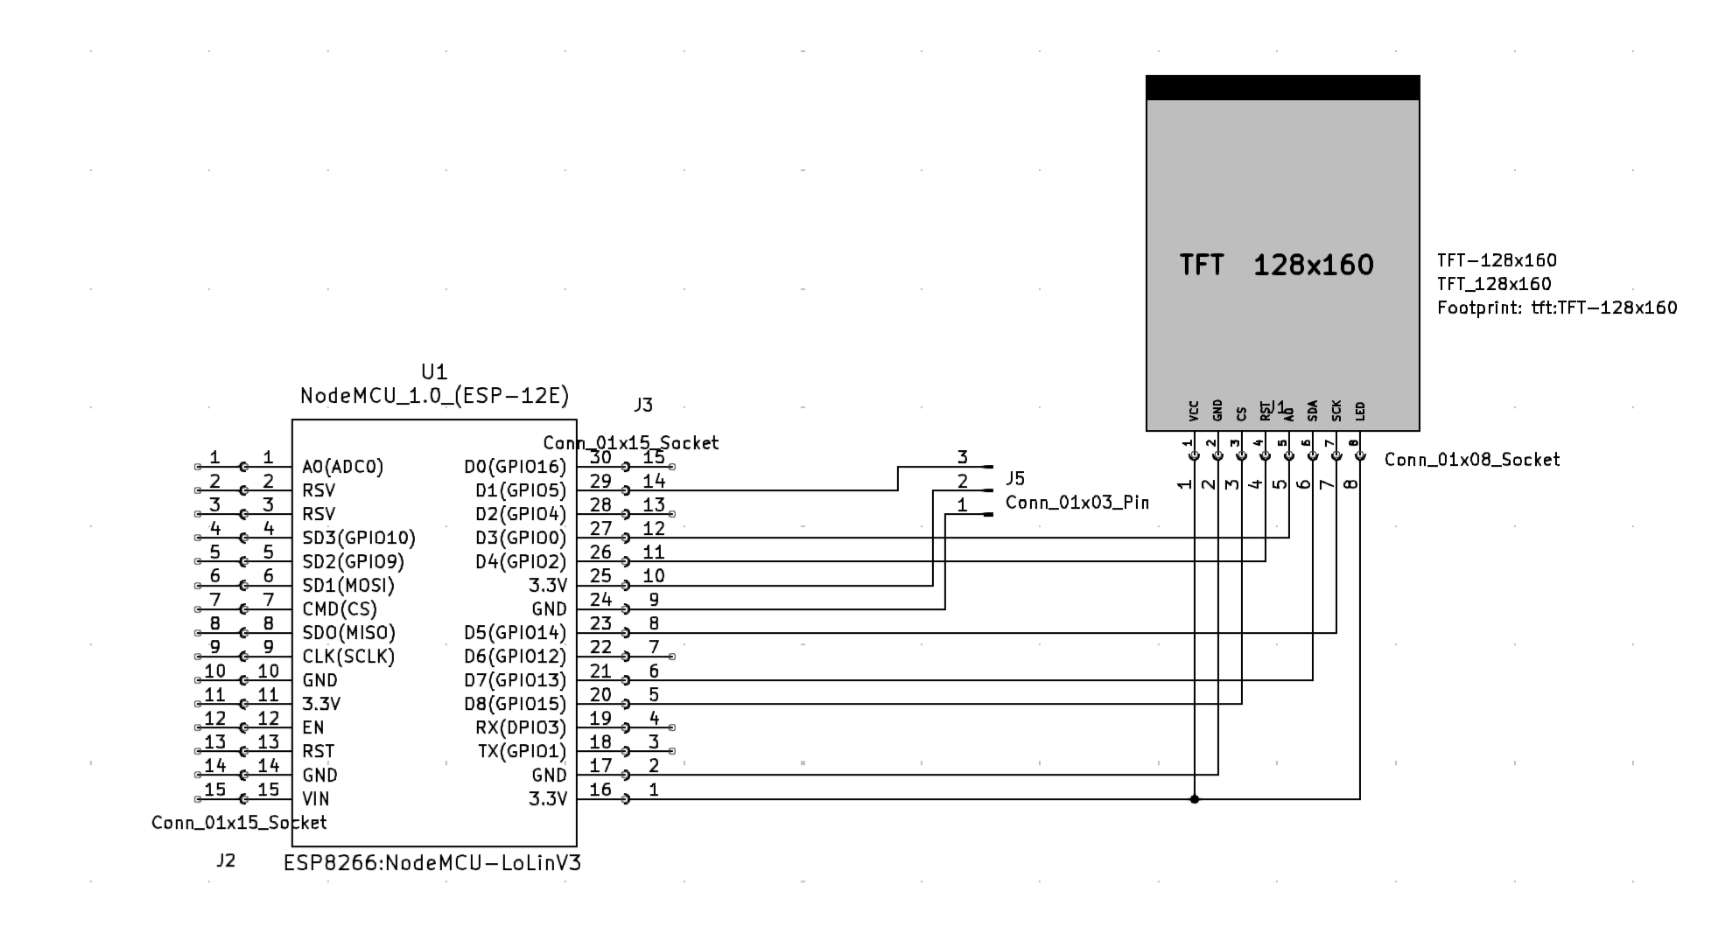 TFT 128x160
TFT-128x160
TFT_128x160
Footprint: tft:TFT-128x160
VCC GND CS RST J1 A0 SDA SCK LED
1 2 3 4 5 6 7 8
Conn_01x08_Socket
1 2 3 4 5 6 7 8
U1
NodeMCU_1.0_(ESP-12E)
J3
Conn_01x15_Socket
1 1 A0(ADC0) D0(GPIO16) 30 15
2 2 RSV D1(GPIO5) 29 14
3 3 RSV D2(GPIO4) 28 13
4 4 SD3(GPIO10) D3(GPIO0) 27 12
5 5 SD2(GPIO9) D4(GPIO2) 26 11
6 6 SD1(MOSI) 3.3V 25 10
7 7 CMD(CS) GND 24 9
8 8 SD0(MISO) D5(GPIO14) 23 8
9 9 CLK(SCLK) D6(GPIO12) 22 7
10 10 GND D7(GPIO13) 21 6
11 11 3.3V D8(GPIO15) 20 5
12 12 EN RX(DPIO3) 19 4
13 13 RST TX(GPIO1) 18 3
14 14 GND GND 17 2
15 15 VIN 3.3V 16 1
3
2
1
J5
Conn_01x03_Pin
Conn_01x15_Socket
J2
ESP8266:NodeMCU-LoLinV3